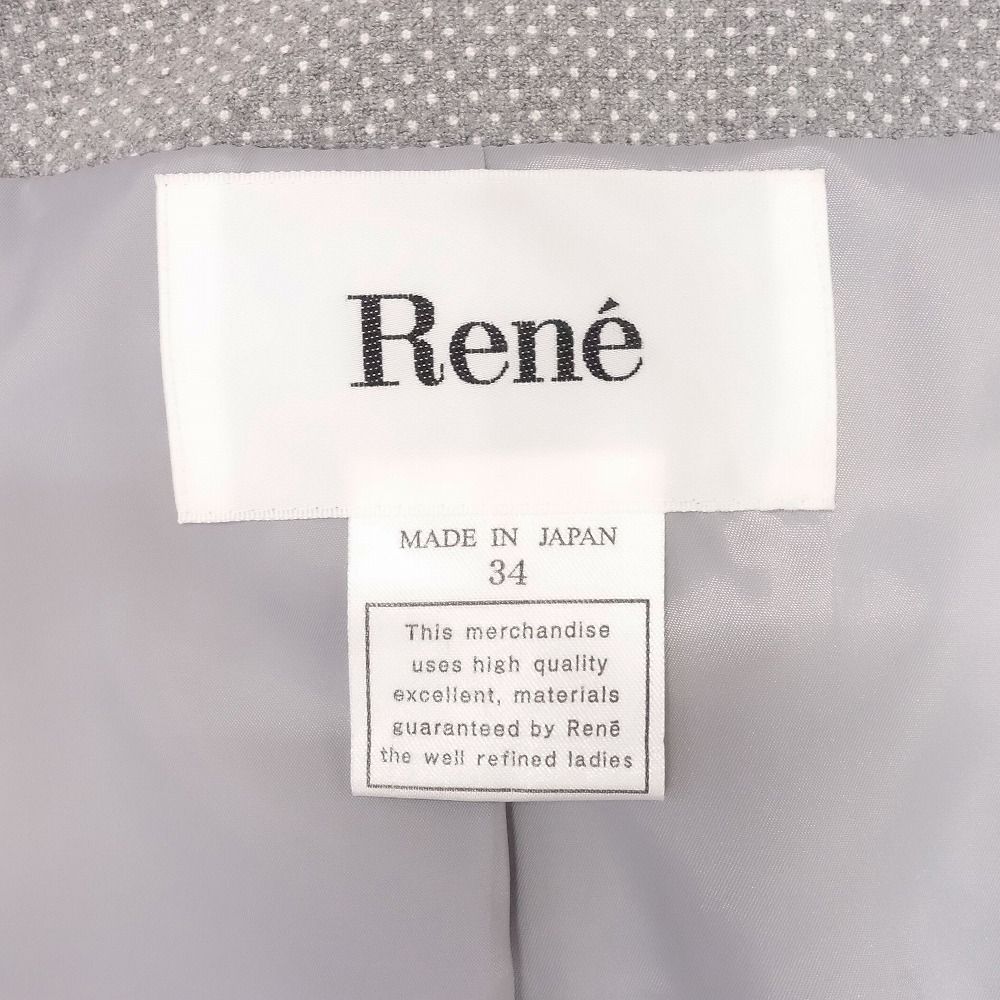 René
MADE IN JAPAN
34
This merchandise
uses high quality
excellent, materials
guaranteed by René
the well refined ladies